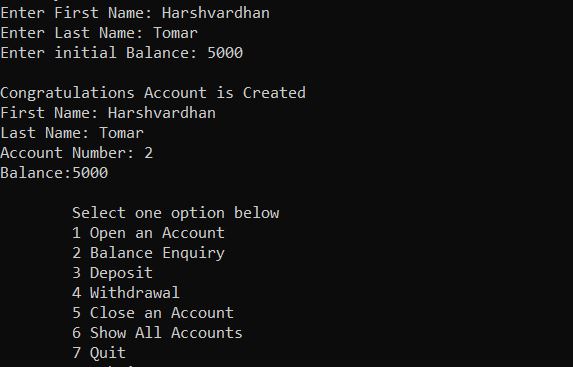 Enter First Name: Harshvardhan
Enter Last Name: Tomar
Enter initial Balance: 5000
Congratulations Account is Created
First Name: Harshvardhan
Last Name: Tomar
Account Number: 2
Balance:5000
Select one option below
1 Open an Account
2 Balance Enquiry
3 Deposit
4 Withdrawal
5 Close an Account
6 Show All Accounts
7 Quit